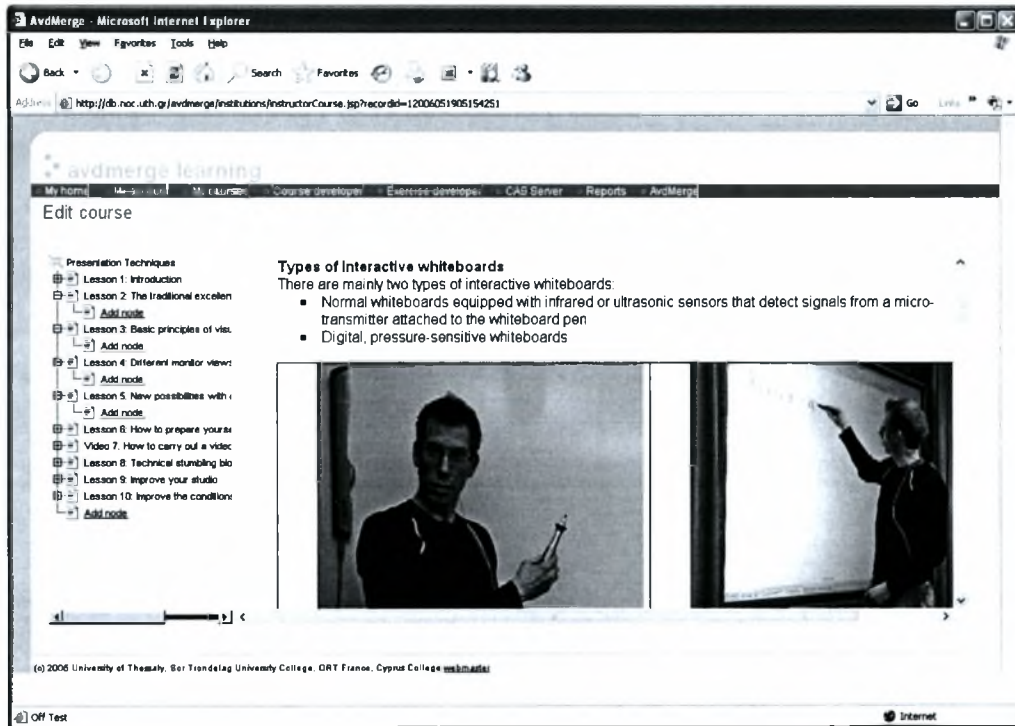 AvdMerge - Microsoft Internet Explorer
File Edit View Favorites Tools Help
Back Search Favorites
Address http://db.noc.uth.gr/avdmerge/institutions/instructorCourse.jsp?recordid=12006051905154251 Go Links »
avdmerge learning
My home My courses Course developer Exercise developer CAS Server Reports AvdMerge
Edit course
Presentation Techniques
Lesson 1: Introduction
Lesson 2: The traditional excellen
Add node
Lesson 3: Basic principles of visu
Add node
Lesson 4: Different monitor views
Add node
Lesson 5. New possibilities with
Add node
Lesson 6: How to prepare yourse
Video 7. How to carry out a video
Lesson 8: Technical stumbling blo
Lesson 9: Improve your studio
Lesson 10: Improve the conditions
Add node
Types of Interactive whiteboards
There are mainly two types of interactive whiteboards:
▪ Normal whiteboards equipped with infrared or ultrasonic sensors that detect signals from a micro-
transmitter attached to the whiteboard pen
▪ Digital, pressure-sensitive whiteboards
(c) 2006 University of Thessaly, Sor Trondelag University College, ORT France, Cyprus College webmaster
Off Test Internet